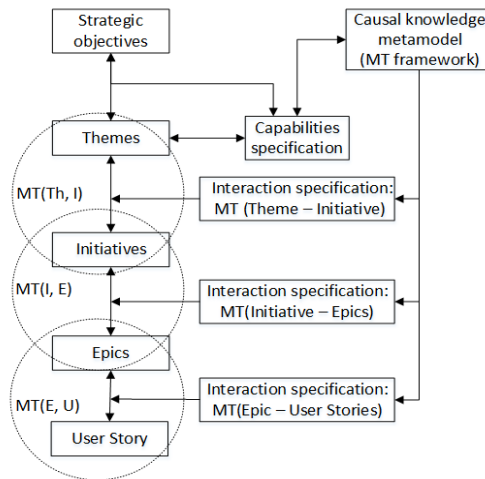 Strategic
objectives
Causal knowledge
metamodel
(MT framework)
Themes
Capabilities
specification
MT(Th, I)
Interaction specification:
MT (Theme – Initiative)
Initiatives
MT(I, E)
Interaction specification:
MT(Initiative – Epics)
Epics
MT(E, U)
Interaction specification:
MT(Epic – User Stories)
User Story